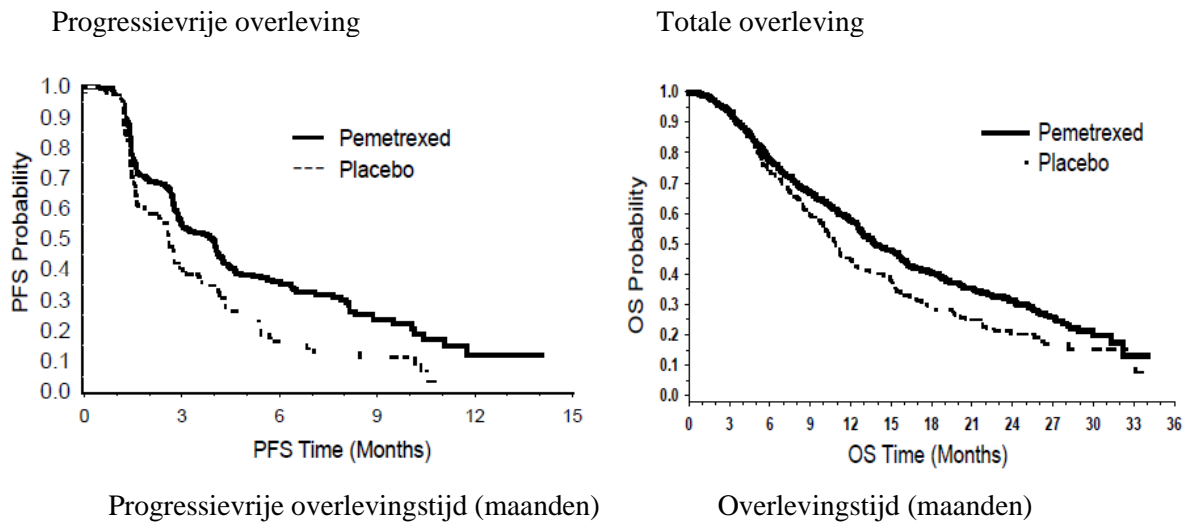 Progressievrije overleving
Totale overleving
1.0
0.9
0.8
0.7
0.6
0.5
0.4
0.3
0.2
0.1
0.0
PFS Probability
Pemetrexed
Placebo
0 3 6 9 12 15
PFS Time (Months)
1.0
0.9
0.8
0.7
0.6
0.5
0.4
0.3
0.2
0.1
0.0
OS Probability
Pemetrexed
Placebo
0 3 6 9 12 15 18 21 24 27 30 33 36
OS Time (Months)
Progressievrije overlevingstijd (maanden)
Overlevingstijd (maanden)